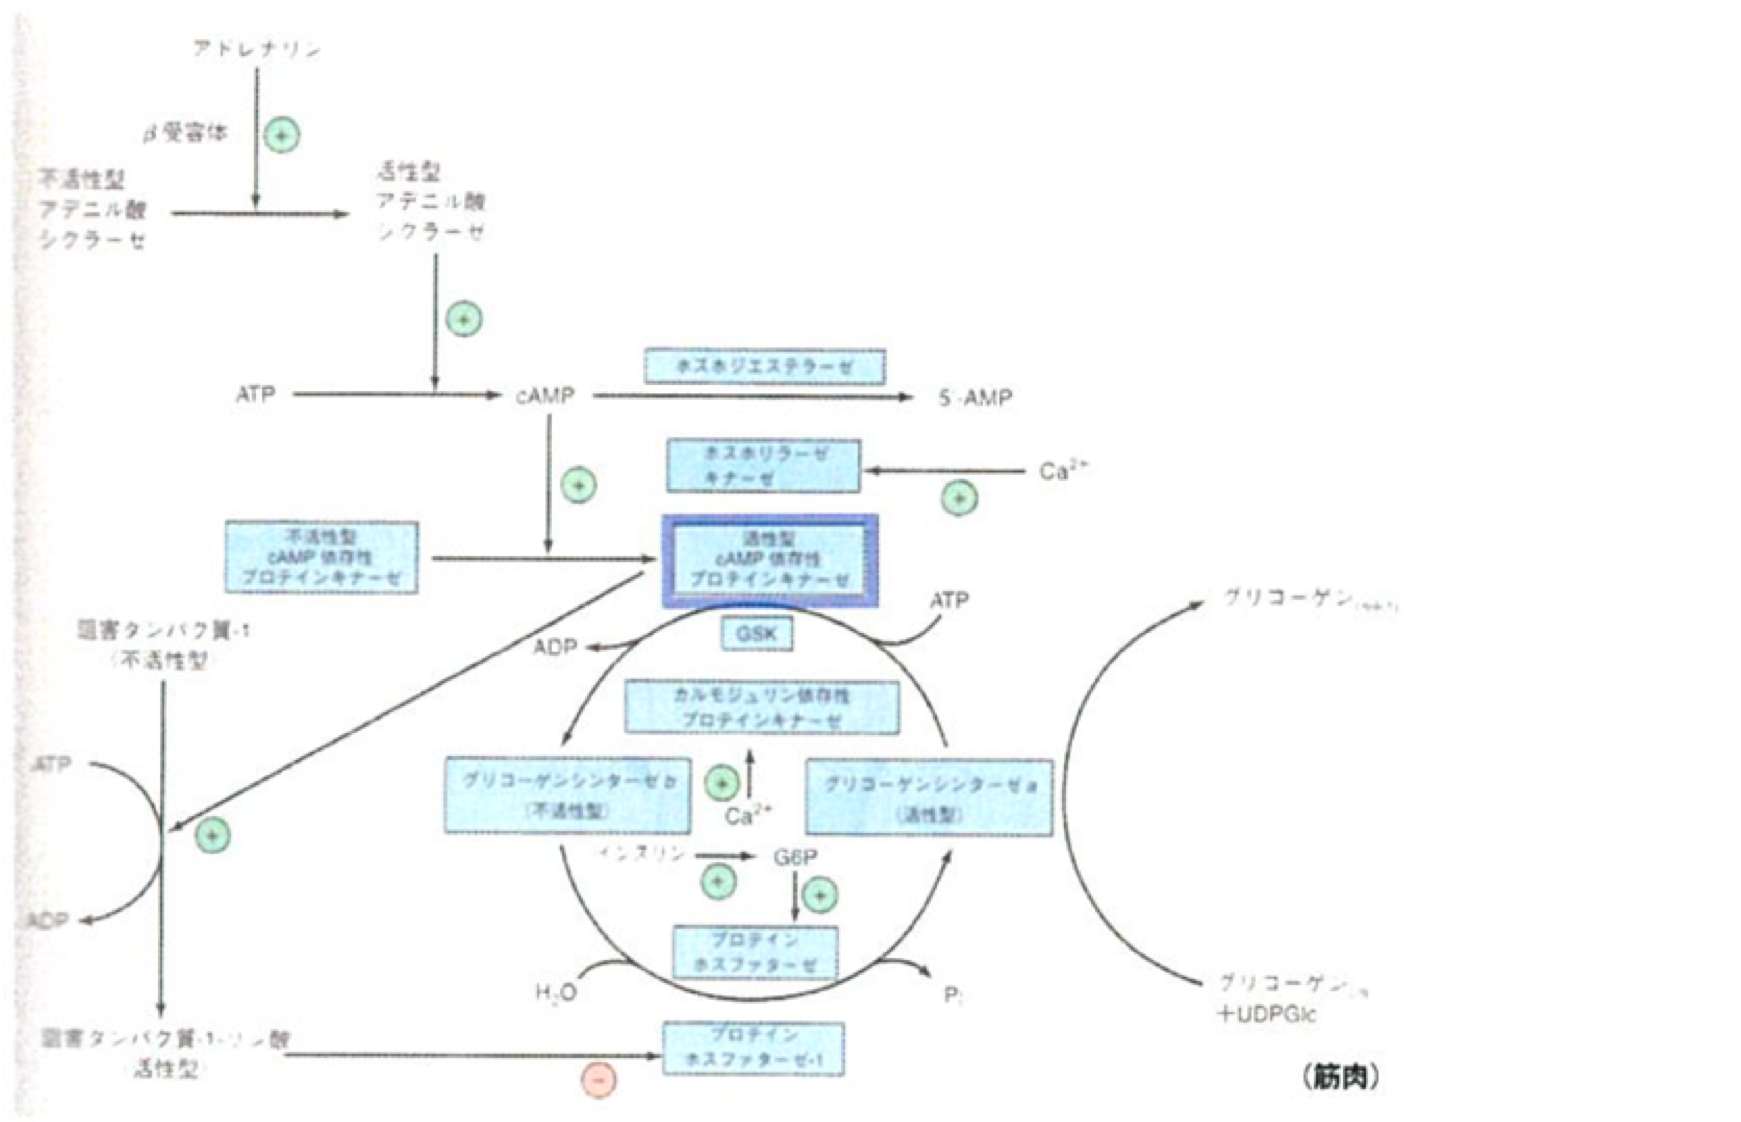 アドレナリン
β受容体
不活性型
アデニル酸
シクラーゼ
活性型
アデニル酸
シクラーゼ
ATP
cAMP
ホスホジエステラーゼ
5'-AMP
ホスホリラーゼ
キナーゼ
Ca²⁺
不活性型
cAMP 依存性
プロテインキナーゼ
活性型
cAMP 依存性
プロテインキナーゼ
阻害タンパク質-1
(不活性型)
ADP
GSK
ATP
グリコーゲン
カルモジュリン依存性
プロテインキナーゼ
ATP
グリコーゲンシンターゼb
(不活性型)
Ca²⁺
グリコーゲンシンターゼa
(活性型)
インスリン
G6P
ADP
プロテイン
ホスファターゼ
H₂O
Pi
グリコーゲン
+UDPGlc
阻害タンパク質-1-リン酸
(活性型)
プロテイン
ホスファターゼ-1
(筋肉)